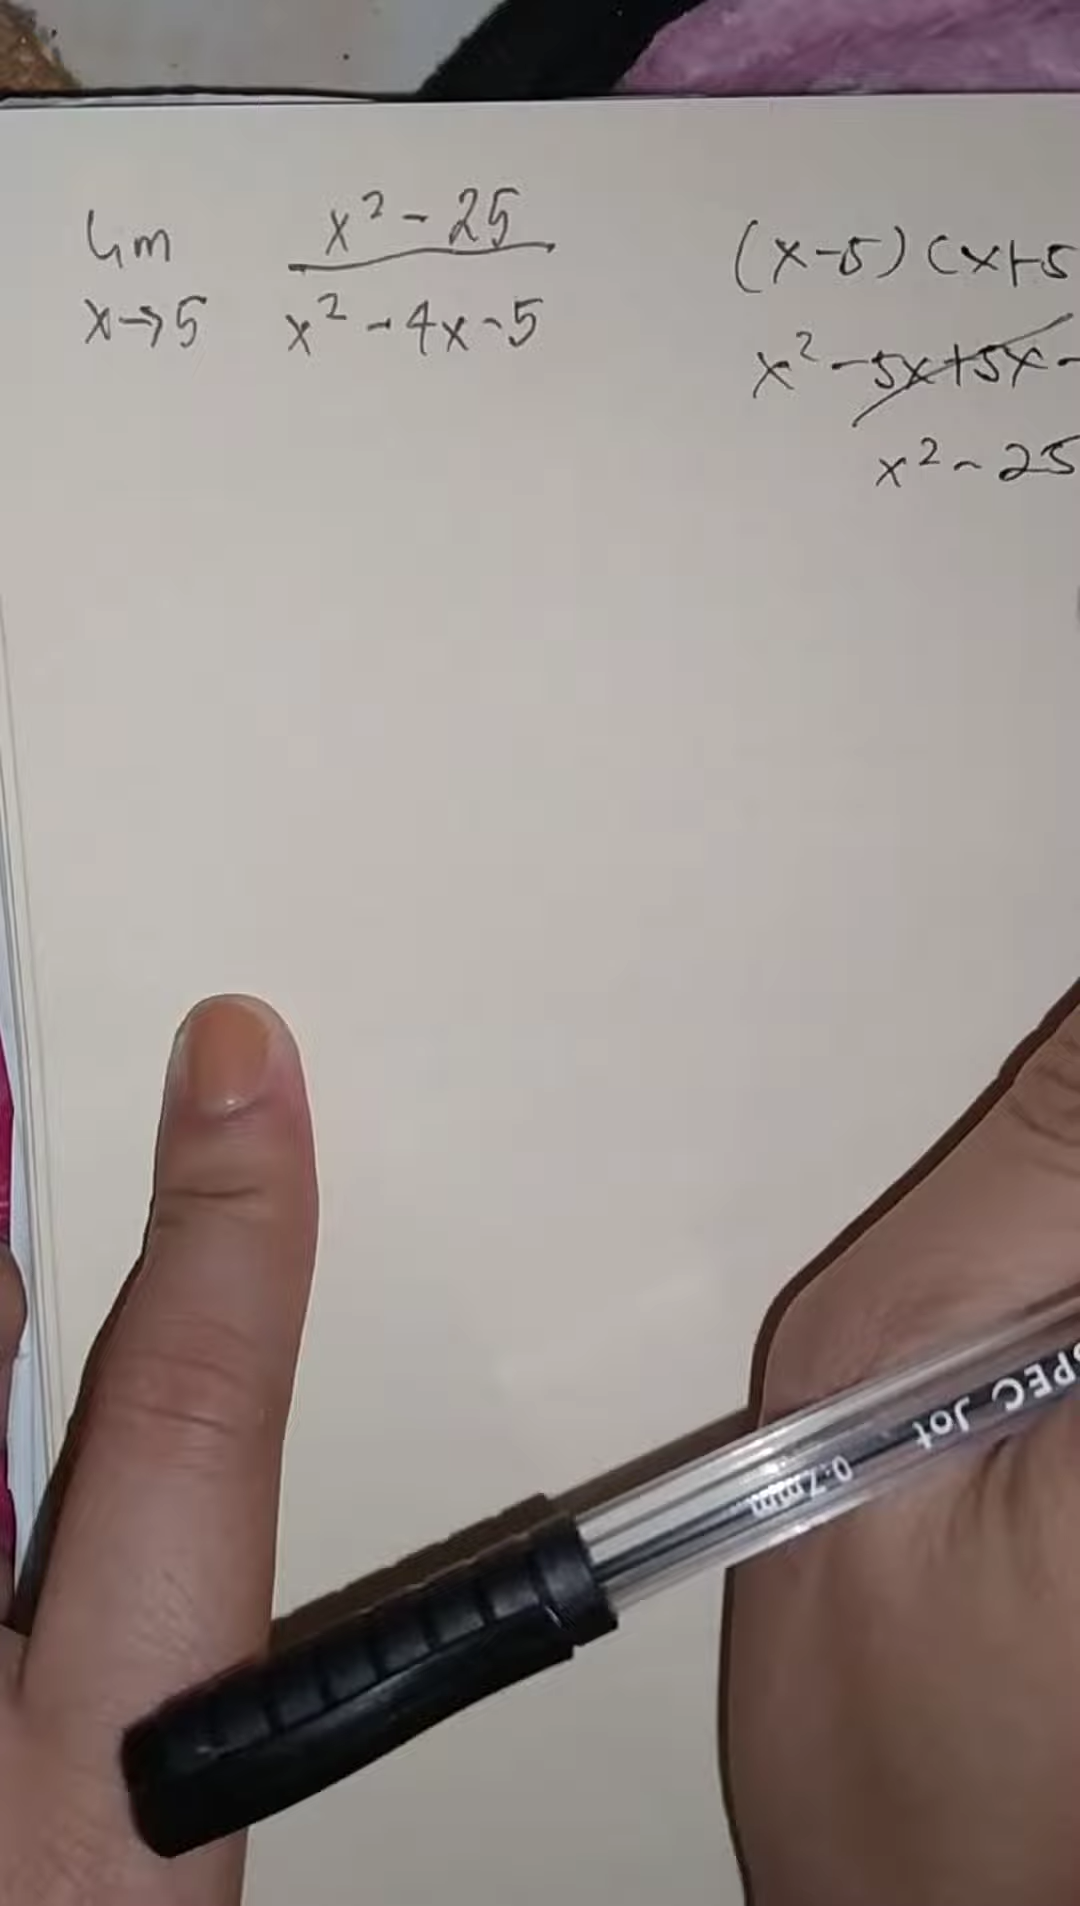 lim x² - 25
x→5 x² - 4x - 5
(x-5)(x+5
x² - 5x + 5x -
x² - 25
SPEC Jot 0.7mm